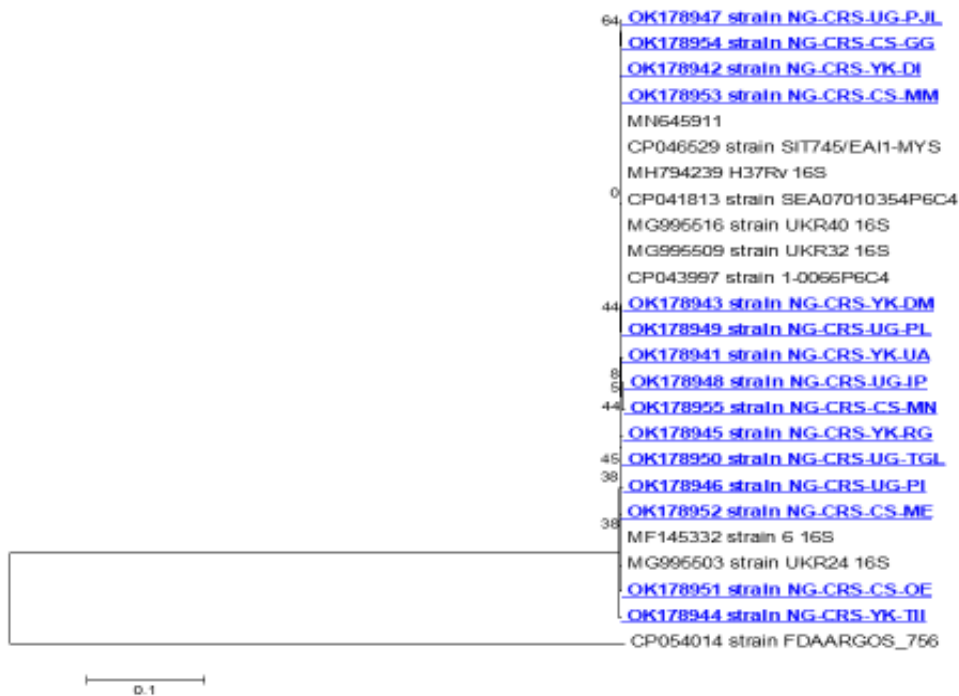 64 OK178947 strain NG-CRS-UG-PJL
OK178954 strain NG-CRS-CS-GG
OK178942 strain NG-CRS-YK-DI
OK178953 strain NG-CRS-CS-MM
MN645911
CP046529 strain SIT745/EAI1-MYS
MH794239 H37Rv 16S
0 CP041813 strain SEA07010354P6C4
MG995516 strain UKR40 16S
MG995509 strain UKR32 16S
CP043997 strain 1-0066P6C4
44 OK178943 strain NG-CRS-YK-DM
OK178949 strain NG-CRS-UG-PL
OK178941 strain NG-CRS-YK-UA
8
5 OK178948 strain NG-CRS-UG-IP
44 OK178955 strain NG-CRS-CS-MN
OK178945 strain NG-CRS-YK-RG
45 OK178950 strain NG-CRS-UG-TGL
38 OK178946 strain NG-CRS-UG-PI
OK178952 strain NG-CRS-CS-ME
38 MF145332 strain 6 16S
MG995503 strain UKR24 16S
OK178951 strain NG-CRS-CS-OE
OK178944 strain NG-CRS-YK-TII
CP054014 strain FDAARGOS_756
0.1